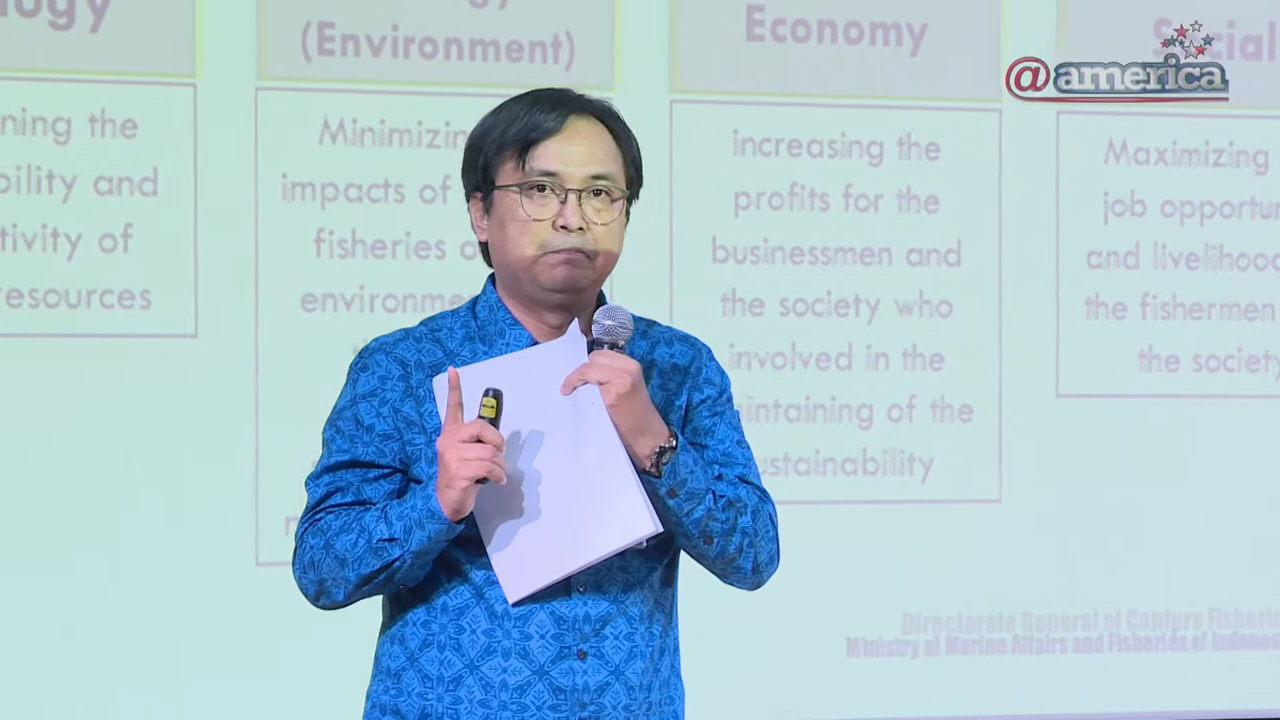 (Environment)
Economy
@america
ning the
bility and
tivity of
resources
Minimizin
impacts of
fisheries o
environme
increasing the
profits for the
businessmen and
the society who
involved in the
intaining of the
ustainability
Maximizing
job opportu
and livelihoo
the fishermen
the society
Directorate General of Capture Fisherie
Ministry of Marine Affairs and Fisheries of Indones